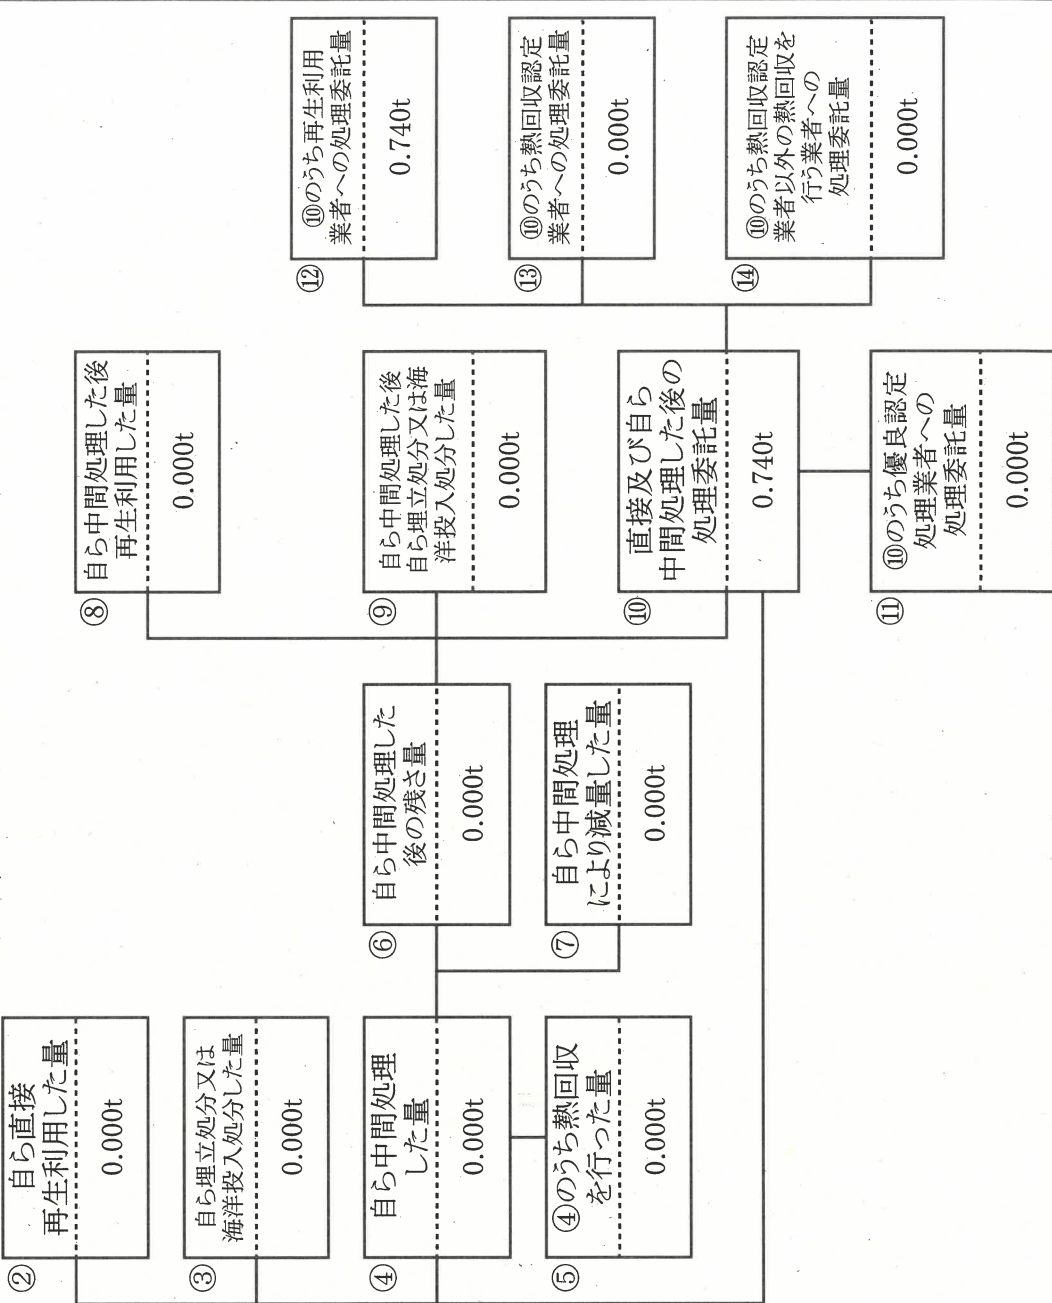 ②
自ら直接
再生利用した量
0.000t
③
自ら埋立処分又は
海洋投入処分した量
0.000t
④
自ら中間処理
した量
0.000t
⑤
④のうち熱回収
を行った量
0.000t
⑥
自ら中間処理した
後の残さ量
0.000t
⑦
自ら中間処理
により減量した量
0.000t
⑧
自ら中間処理した後
再生利用した量
0.000t
⑨
自ら中間処理した後
自ら埋立処分又は海
洋投入処分した量
0.000t
⑩
直接及び自ら
中間処理した後の
処理委託量
0.740t
⑪
⑩のうち優良認定
処理業者への
処理委託量
0.000t
⑫
⑩のうち再生利用
業者への処理委託量
0.740t
⑬
⑩のうち熱回収認定
業者への処理委託量
0.000t
⑭
⑩のうち熱回収認定
業者以外の熱回収を
行う業者への
処理委託量
0.000t